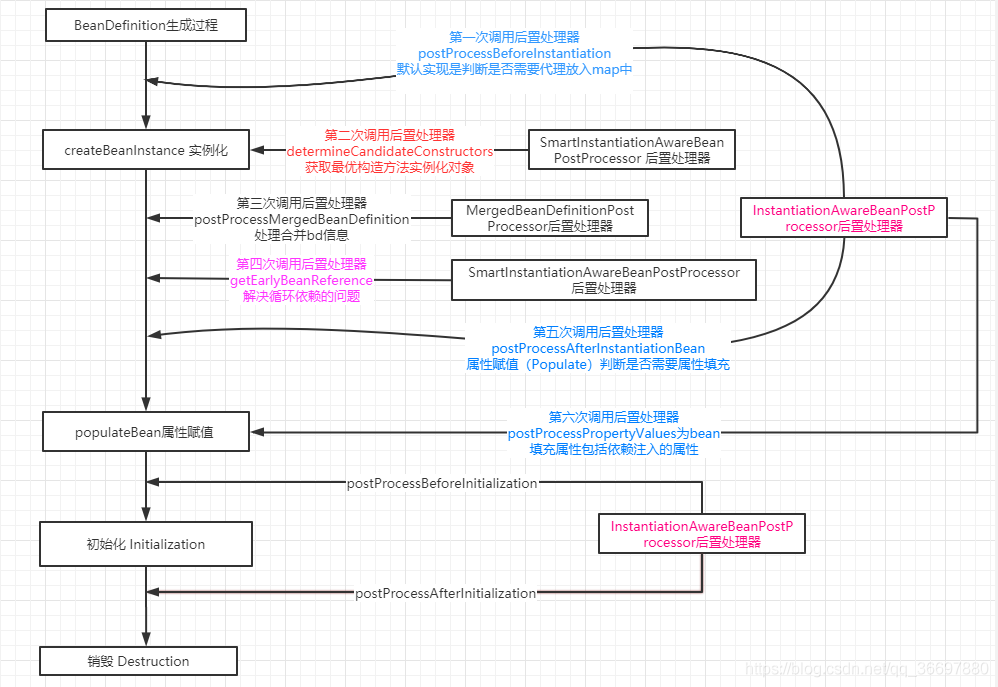 BeanDefinition生成过程
第一次调用后置处理器
postProcessBeforeInstantiation
默认实现是判断是否需要代理放入map中
createBeanInstance 实例化
第二次调用后置处理器
determineCandidateConstructors
获取最优构造方法实例化对象
SmartInstantiationAwareBean
PostProcessor 后置处理器
第三次调用后置处理器
postProcessMergedBeanDefinition
处理合并bd信息
MergedBeanDefinitionPost
Processor后置处理器
InstantiationAwareBeanPostP
rocessor后置处理器
第四次调用后置处理器
getEarlyBeanReference
解决循环依赖的问题
SmartInstantiationAwareBeanPostProcessor
后置处理器
第五次调用后置处理器
postProcessAfterInstantiationBean
属性赋值（Populate）判断是否需要属性填充
populateBean属性赋值
第六次调用后置处理器
postProcessPropertyValues为bean
填充属性包括依赖注入的属性
postProcessBeforeInitialization
初始化 Initialization
InstantiationAwareBeanPostP
rocessor后置处理器
postProcessAfterInitialization
销毁 Destruction
https://blog.csdn.net/qq_36697880